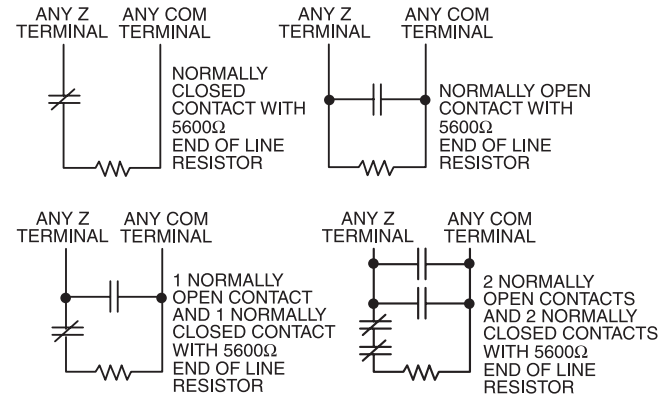 ANY Z ANY COM
TERMINAL TERMINAL
NORMALLY
CLOSED
CONTACT WITH
5600Ω
END OF LINE
RESISTOR
ANY Z ANY COM
TERMINAL TERMINAL
NORMALLY OPEN
CONTACT WITH
5600Ω
END OF LINE
RESISTOR
ANY Z ANY COM
TERMINAL TERMINAL
1 NORMALLY
OPEN CONTACT
AND 1 NORMALLY
CLOSED CONTACT
WITH 5600Ω
END OF LINE
RESISTOR
ANY Z ANY COM
TERMINAL TERMINAL
2 NORMALLY
OPEN CONTACTS
AND 2 NORMALLY
CLOSED CONTACTS
WITH 5600Ω
END OF LINE
RESISTOR